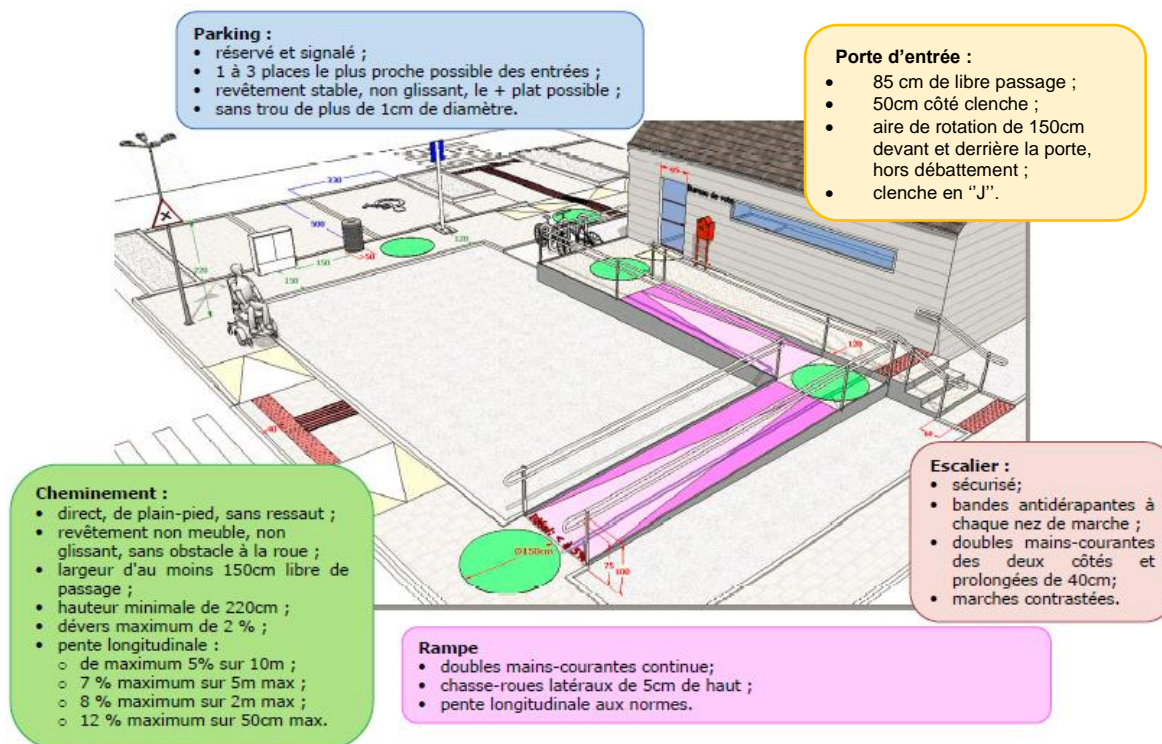 Parking :
• réservé et signalé ;
• 1 à 3 places le plus proche possible des entrées ;
• revêtement stable, non glissant, le + plat possible ;
• sans trou de plus de 1cm de diamètre.
Porte d’entrée :
• 85 cm de libre passage ;
• 50cm côté clenche ;
• aire de rotation de 150cm
devant et derrière la porte,
hors débattement ;
• clenche en ‘’J’’.
330
500
95
Bureau de vote
220
150
150
50
120
120
40
Ø150cm
75
100
Cheminement :
• direct, de plain-pied, sans ressaut ;
• revêtement non meuble, non
glissant, sans obstacle à la roue ;
• largeur d'au moins 150cm libre de
passage ;
• hauteur minimale de 220cm ;
• dévers maximum de 2 % ;
• pente longitudinale :
o de maximum 5% sur 10m ;
o 7 % maximum sur 5m max ;
o 8 % maximum sur 2m max ;
o 12 % maximum sur 50cm max.
Escalier :
• sécurisé;
• bandes antidérapantes à
chaque nez de marche ;
• doubles mains-courantes
des deux côtés et
prolongées de 40cm;
• marches contrastées.
Rampe
• doubles mains-courantes continue;
• chasse-roues latéraux de 5cm de haut ;
• pente longitudinale aux normes.